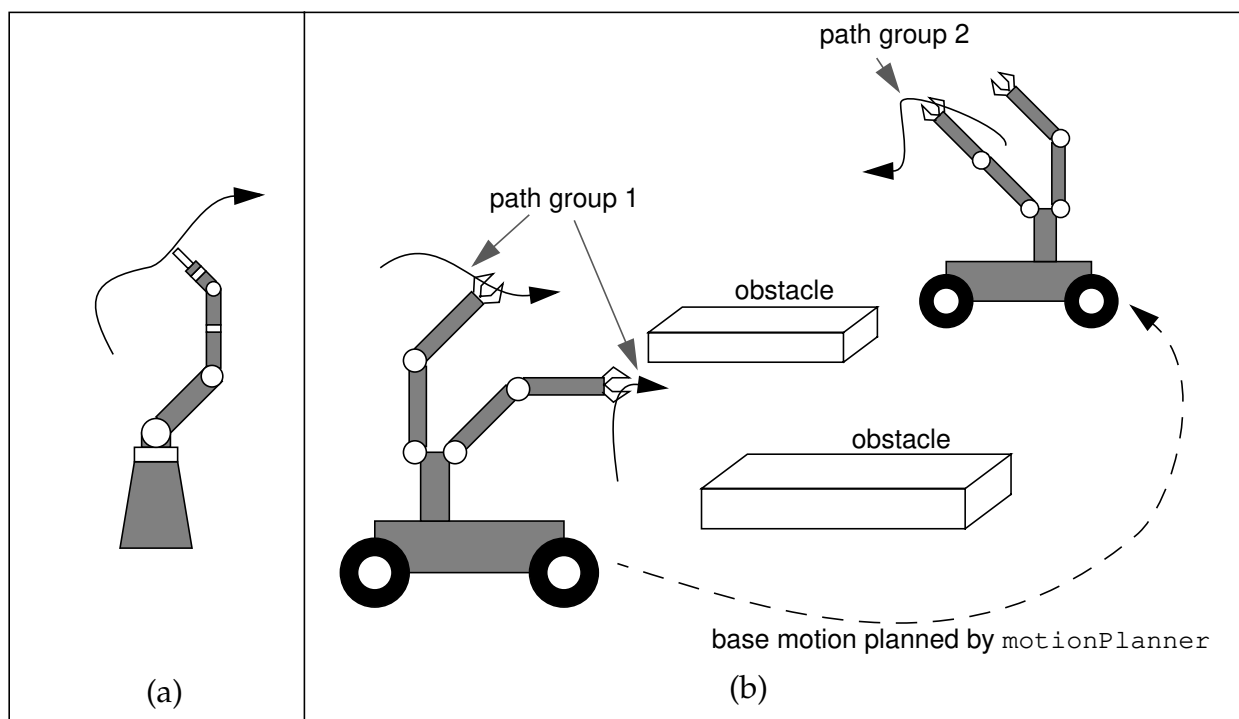 path group 2
path group 1
obstacle
obstacle
base motion planned by motionPlanner
(a)
(b)